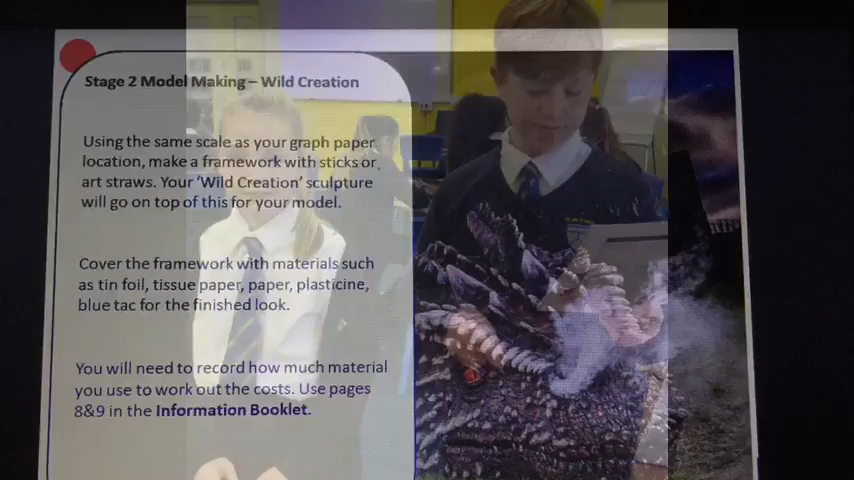 Stage 2 Model Making – Wild Creation
Using the same scale as your graph paper
location, make a framework with sticks or
art straws. Your 'Wild Creation' sculpture
will go on top of this for your model.
Cover the framework with materials such
as tin foil, tissue paper, paper, plasticine,
blue tac for the finished look.
You will need to record how much material
you use to work out the costs. Use pages
8&9 in the Information Booklet.